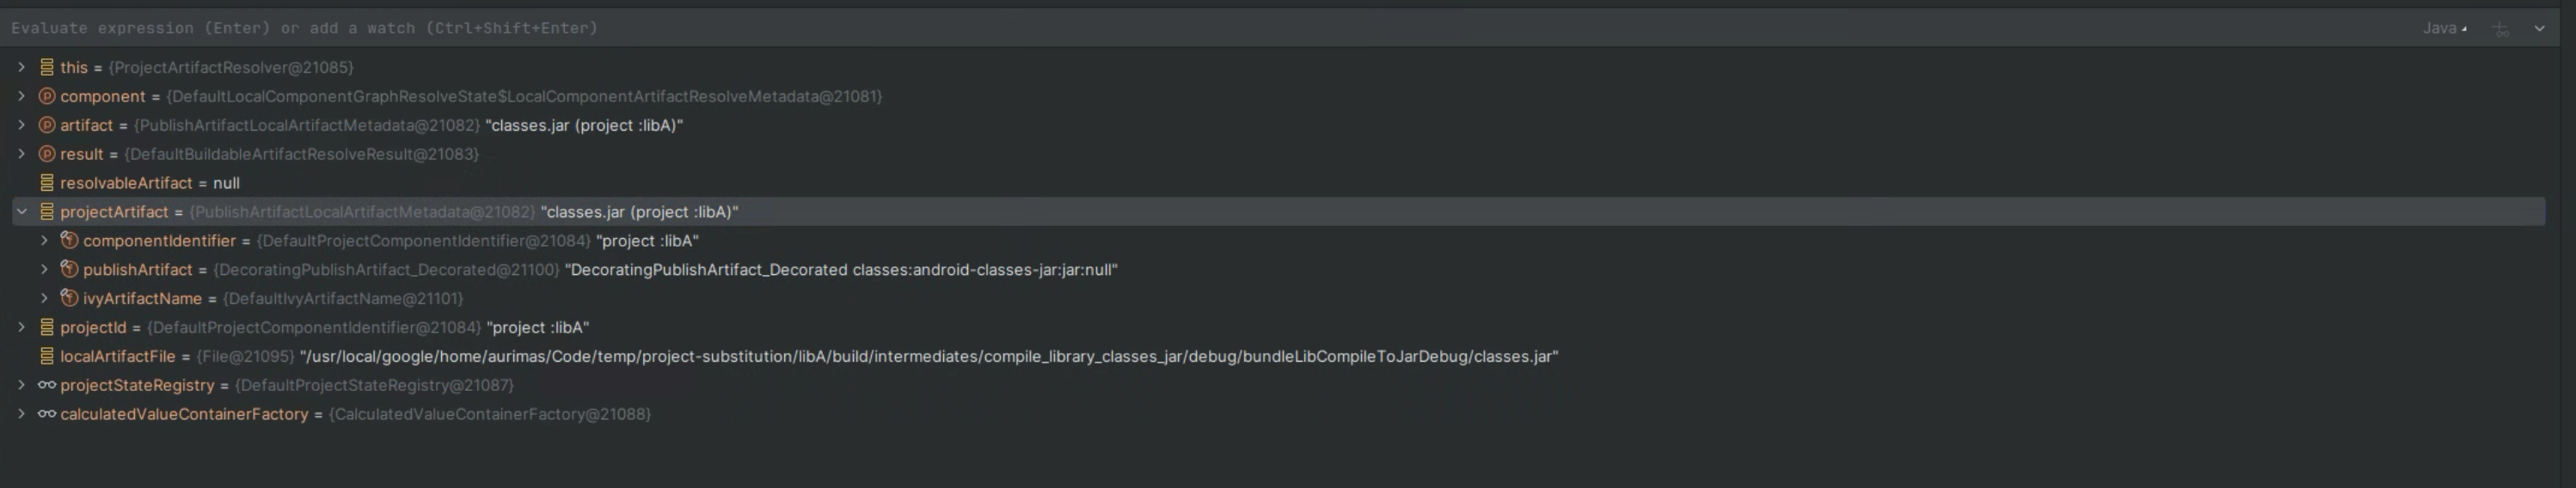 Evaluate expression (Enter) or add a watch (Ctrl+Shift+Enter) Java
this = {ProjectArtifactResolver@21085}
component = {DefaultLocalComponentGraphResolveState$LocalComponentArtifactResolveMetadata@21081}
artifact = {PublishArtifactLocalArtifactMetadata@21082} "classes.jar (project :libA)"
result = {DefaultBuildableArtifactResolveResult@21083}
resolvableArtifact = null
projectArtifact = {PublishArtifactLocalArtifactMetadata@21082} "classes.jar (project :libA)"
componentIdentifier = {DefaultProjectComponentIdentifier@21084} "project :libA"
publishArtifact = {DecoratingPublishArtifact_Decorated@21100} "DecoratingPublishArtifact_Decorated classes:android-classes-jar:jar:null"
ivyArtifactName = {DefaultIvyArtifactName@21101}
projectId = {DefaultProjectComponentIdentifier@21084} "project :libA"
localArtifactFile = {File@21095} "/usr/local/google/home/aurimas/Code/temp/project-substitution/libA/build/intermediates/compile_library_classes_jar/debug/bundleLibCompileToJarDebug/classes.jar"
projectStateRegistry = {DefaultProjectStateRegistry@21087}
calculatedValueContainerFactory = {CalculatedValueContainerFactory@21088}